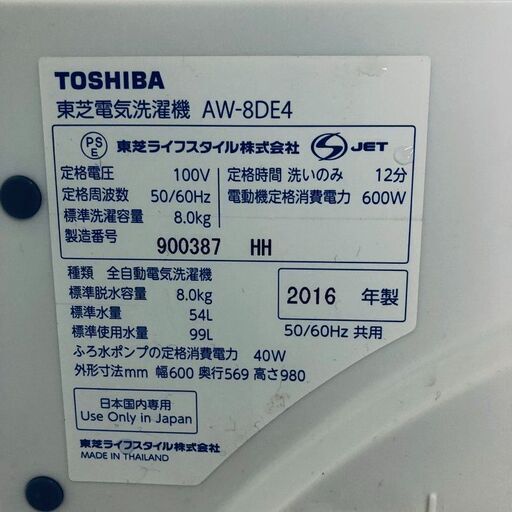 TOSHIBA
東芝電気洗濯機 AW-8DE4
PS E 東芝ライフスタイル株式会社 S JET
定格電圧 100V 定格時間 洗いのみ 12分
定格周波数 50/60Hz 電動機定格消費電力 600W
標準洗濯容量 8.0kg
製造番号 900387 HH
種類 全自動電気洗濯機
標準脱水容量 8.0kg 2016 年製
標準水量 54L
標準使用水量 99L 50/60Hz 共用
ふろ水ポンプの定格消費電力 40W
外形寸法mm 幅600 奥行569 高さ980
日本国内専用
Use Only in Japan
東芝ライフスタイル株式会社
MADE IN THAILAND